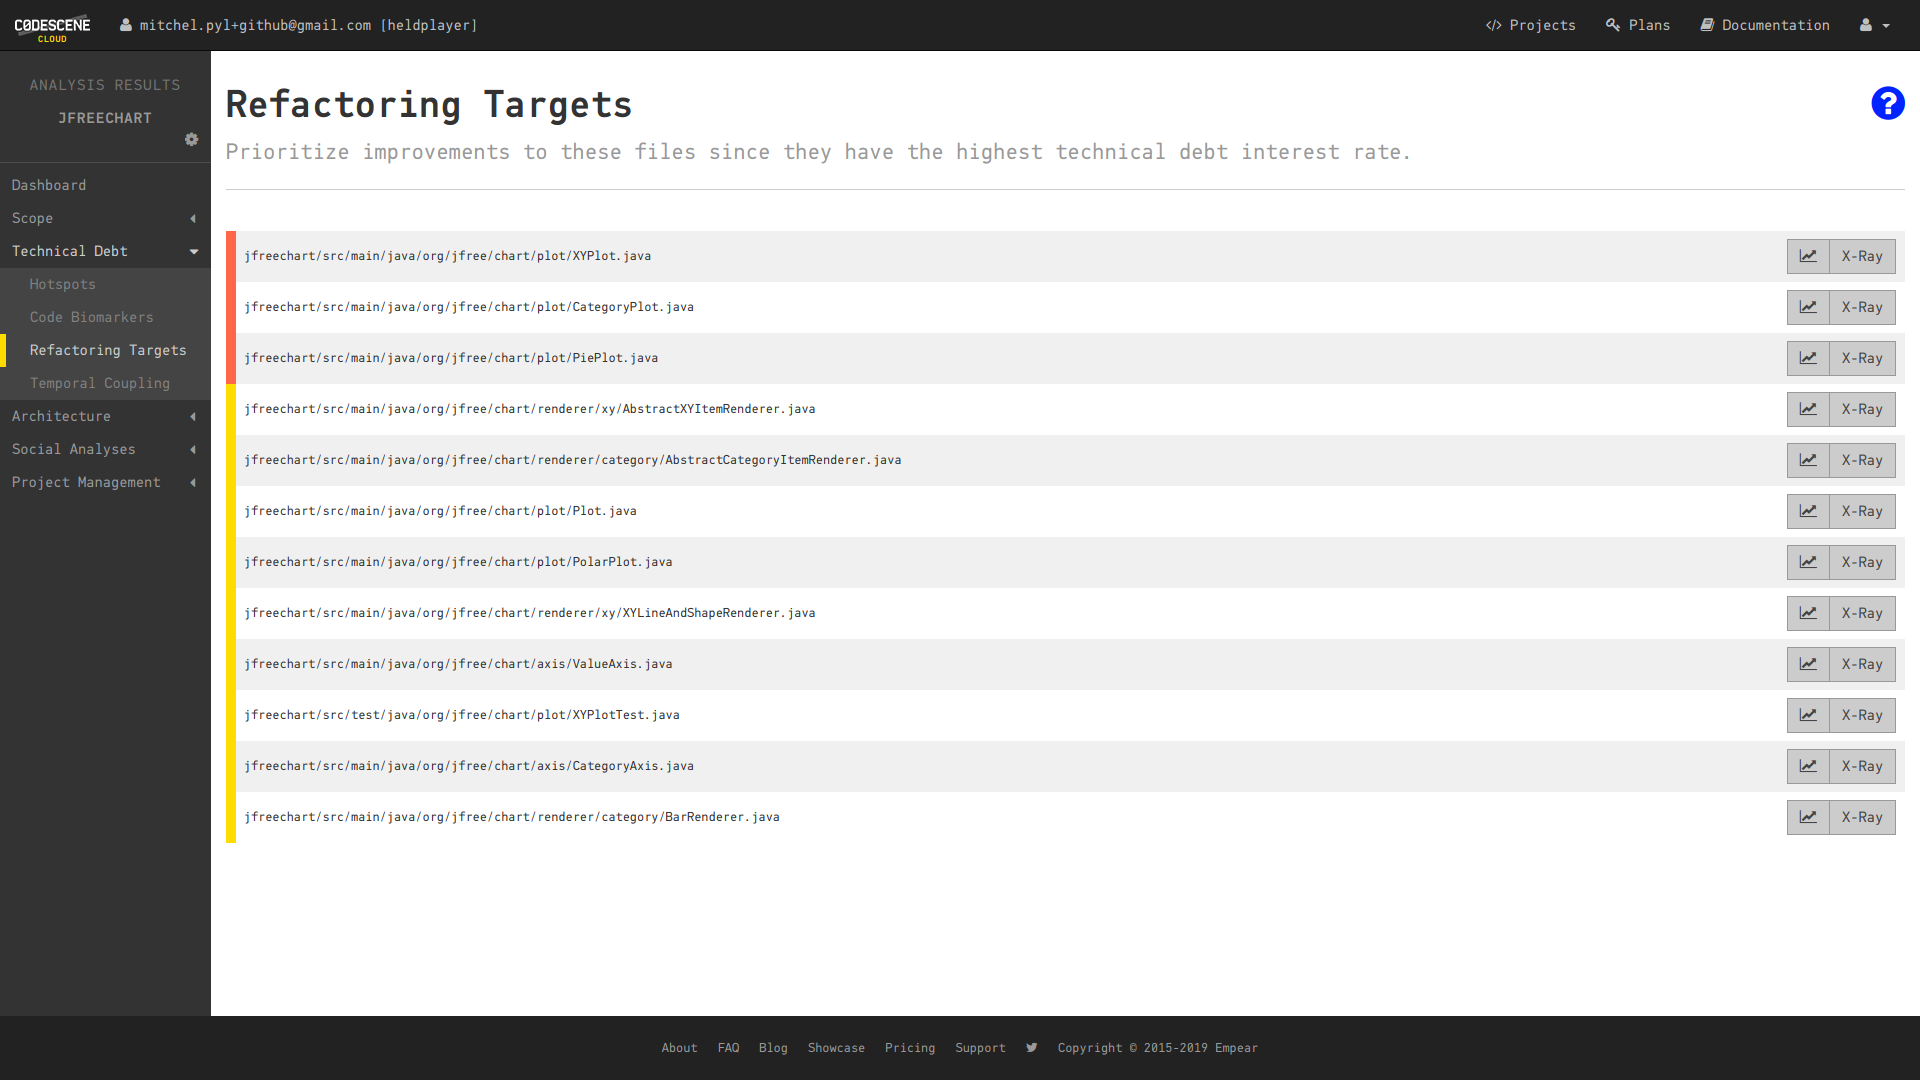 CODESCENE
CLOUD
mitchel.pyl+github@gmail.com [heldplayer]
Projects
Plans
Documentation
ANALYSIS RESULTS
JFREECHART
Dashboard
Scope
Technical Debt
Hotspots
Code Biomarkers
Refactoring Targets
Temporal Coupling
Architecture
Social Analyses
Project Management
Refactoring Targets
Prioritize improvements to these files since they have the highest technical debt interest rate.
jfreechart/src/main/java/org/jfree/chart/plot/XYPlot.java X-Ray
jfreechart/src/main/java/org/jfree/chart/plot/CategoryPlot.java X-Ray
jfreechart/src/main/java/org/jfree/chart/plot/PiePlot.java X-Ray
jfreechart/src/main/java/org/jfree/chart/renderer/xy/AbstractXYItemRenderer.java X-Ray
jfreechart/src/main/java/org/jfree/chart/renderer/category/AbstractCategoryItemRenderer.java X-Ray
jfreechart/src/main/java/org/jfree/chart/plot/Plot.java X-Ray
jfreechart/src/main/java/org/jfree/chart/plot/PolarPlot.java X-Ray
jfreechart/src/main/java/org/jfree/chart/renderer/xy/XYLineAndShapeRenderer.java X-Ray
jfreechart/src/main/java/org/jfree/chart/axis/ValueAxis.java X-Ray
jfreechart/src/test/java/org/jfree/chart/plot/XYPlotTest.java X-Ray
jfreechart/src/main/java/org/jfree/chart/axis/CategoryAxis.java X-Ray
jfreechart/src/main/java/org/jfree/chart/renderer/category/BarRenderer.java X-Ray
About FAQ Blog Showcase Pricing Support Copyright © 2015-2019 Empear